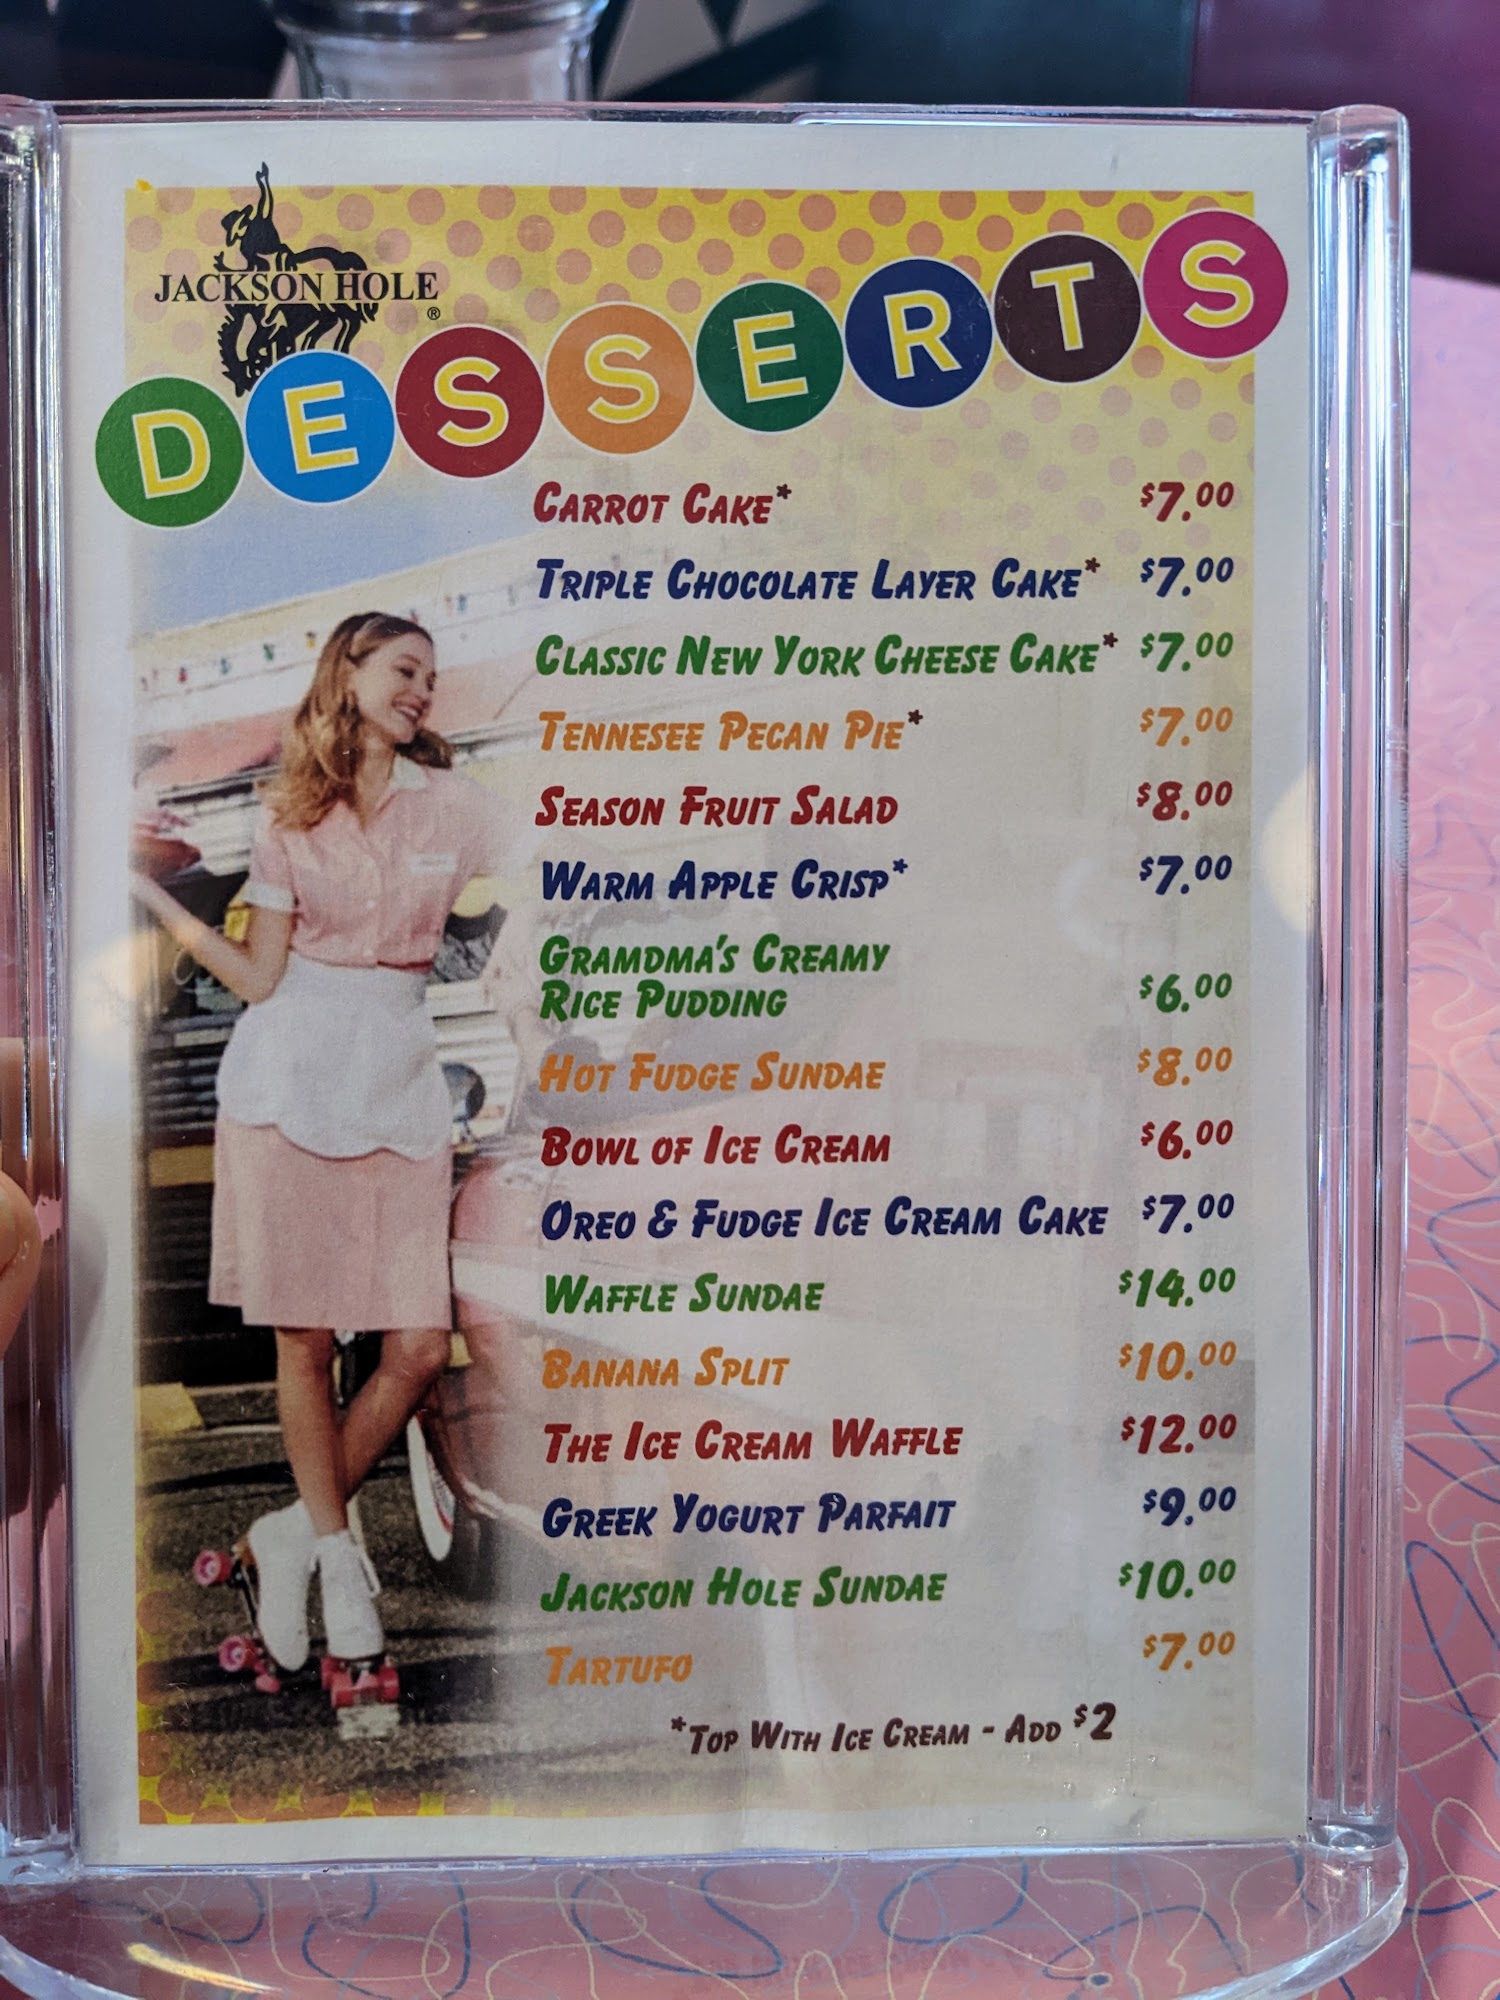 JACKSON HOLE
®
DESSERTS
CARROT CAKE* $7.00
TRIPLE CHOCOLATE LAYER CAKE* $7.00
CLASSIC NEW YORK CHEESE CAKE* $7.00
TENNESEE PECAN PIE* $7.00
SEASON FRUIT SALAD $8.00
WARM APPLE CRISP* $7.00
GRAMDMA'S CREAMY
RICE PUDDING $6.00
HOT FUDGE SUNDAE $8.00
BOWL OF ICE CREAM $6.00
OREO & FUDGE ICE CREAM CAKE $7.00
WAFFLE SUNDAE $14.00
BANANA SPLIT $10.00
THE ICE CREAM WAFFLE $12.00
GREEK YOGURT PARFAIT $9.00
JACKSON HOLE SUNDAE $10.00
TARTUFO $7.00
*TOP WITH ICE CREAM - ADD $2